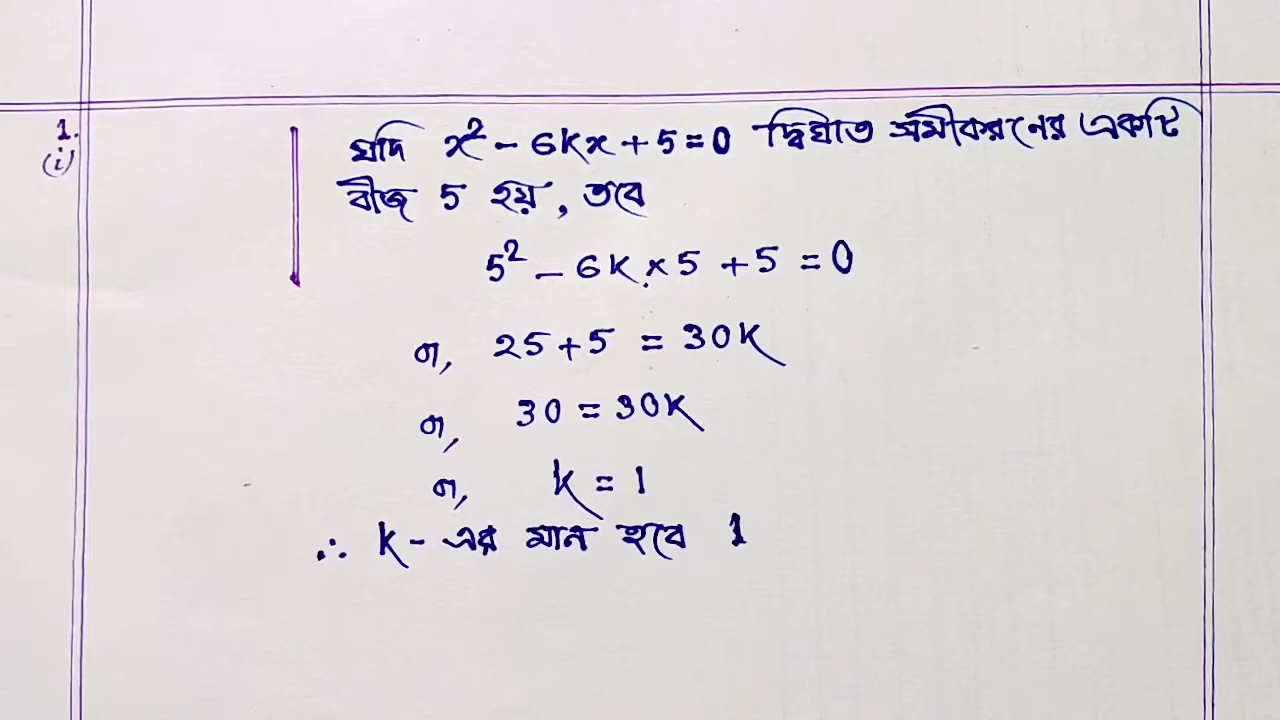 1.
(i)
যদি x² - 6kx + 5 = 0 দ্বিঘাত সমীকরণের একটি
বীজ 5 হয়, তবে
5² - 6k × 5 + 5 = 0
বা, 25 + 5 = 30k
বা, 30 = 30k
বা, k = 1
∴ k - এর মান হবে 1